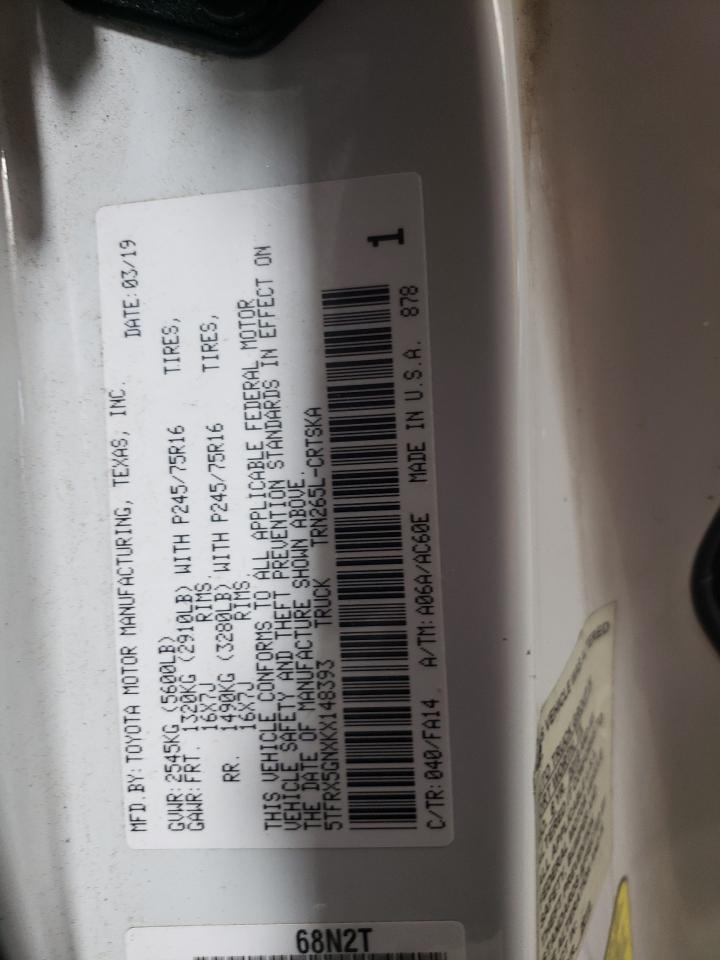 MFD. BY: TOYOTA MOTOR MANUFACTURING, TEXAS, INC. DATE: 03/19
GVWR: 2545KG (5600LB)
GAWR: FRT. 1320KG (2910LB) WITH P245/75R16 TIRES,
16X7J RIMS
RR. 1490KG (3280LB) WITH P245/75R16 TIRES,
16X7J RIMS.
THIS VEHICLE CONFORMS TO ALL APPLICABLE FEDERAL MOTOR
VEHICLE SAFETY AND THEFT PREVENTION STANDARDS IN EFFECT ON
THE DATE OF MANUFACTURE SHOWN ABOVE.
5TFRX5GNXKX148393 TRUCK TRN265L-CRTSKA
1
C/TR: 040/FA14 A/TM: A06A/AC60E MADE IN U.S.A. 878
68N2T
VEHICLE